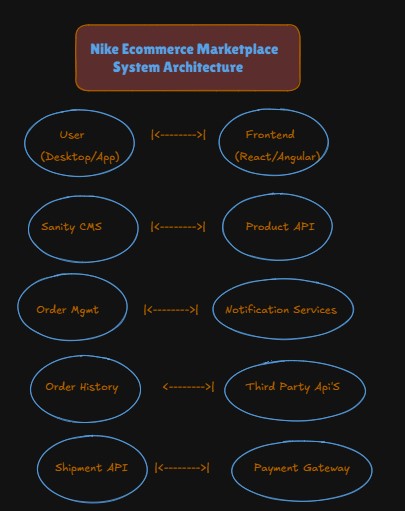 Nike Ecommerce Marketplace
System Architecture
User |<-------->| Frontend
(Desktop/App) (React/Angular)
Sanity CMS |<-------->| Product API
Order Mgmt |<-------->| Notification Services
Order History <-------->| Third Party Api'S
Shipment API |<-------->| Payment Gateway